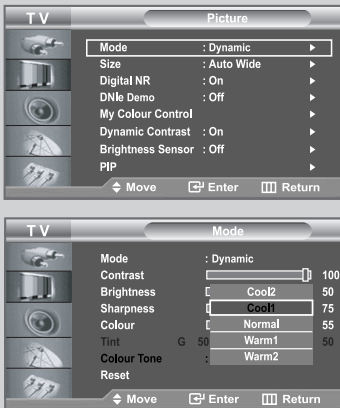 TV Picture
Mode : Dynamic
Size : Auto Wide
Digital NR : On
DNIe Demo : Off
My Colour Control
Dynamic Contrast : On
Brightness Sensor : Off
PIP
Move Enter Return
TV Mode
Mode : Dynamic
Contrast 100
Brightness Cool2 50
Sharpness Cool1 75
Colour Normal 55
Tint G 50 Warm1 50
Colour Tone : Warm2
Reset
Move Enter Return